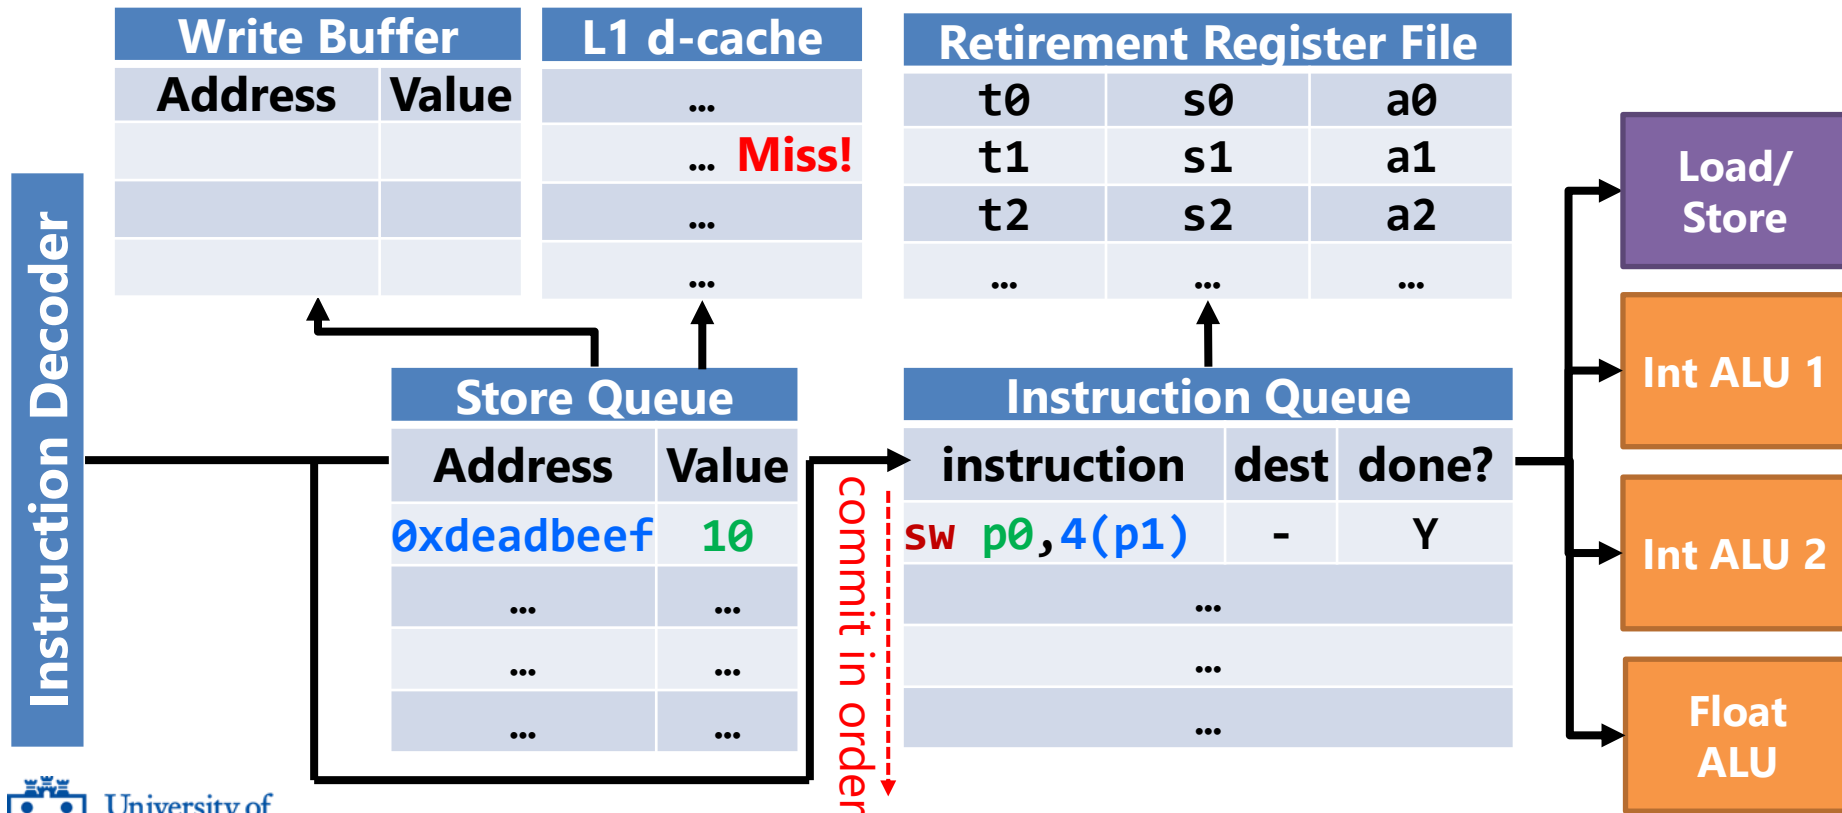 Write Buffer
Address Value
L1 d-cache
…
… Miss!
…
…
Retirement Register File
t0 s0 a0
t1 s1 a1
t2 s2 a2
… … …
Instruction Decoder
Store Queue
Address Value
0xdeadbeef 10
… …
… …
… …
commit in order
Instruction Queue
instruction dest done?
sw p0,4(p1) - Y
…
…
…
Load/
Store
Int ALU 1
Int ALU 2
Float
ALU
University of